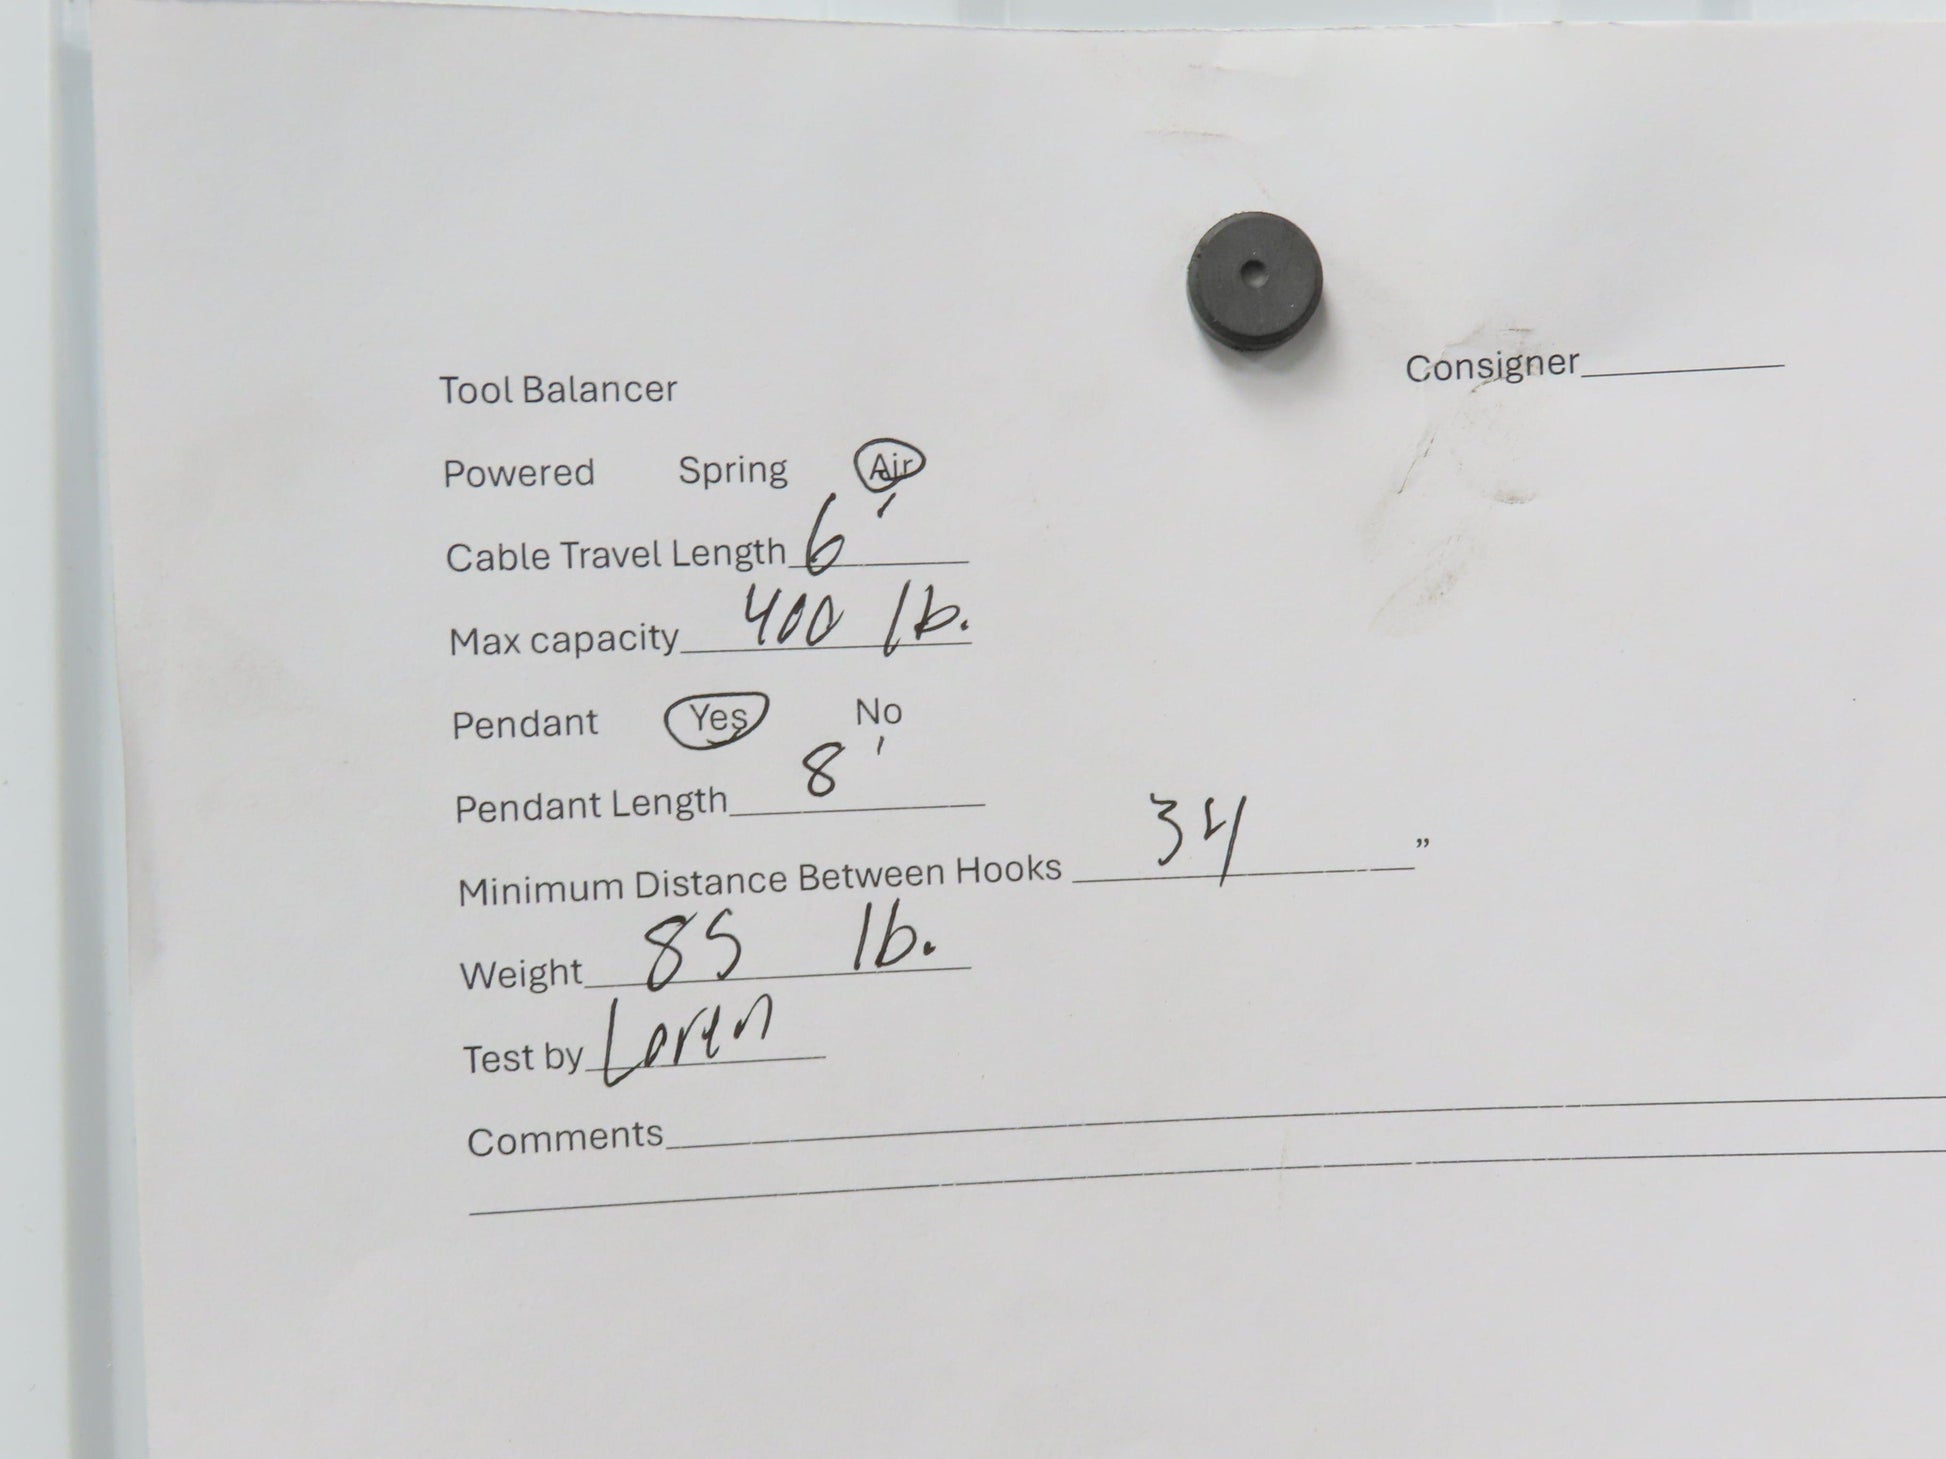 Tool Balancer
Consigner
Powered Spring Air
Cable Travel Length 6'
Max capacity 400 lb.
Pendant Yes No
Pendant Length 8'
Minimum Distance Between Hooks 34”
Weight 85 lb.
Test by Loren
Comments